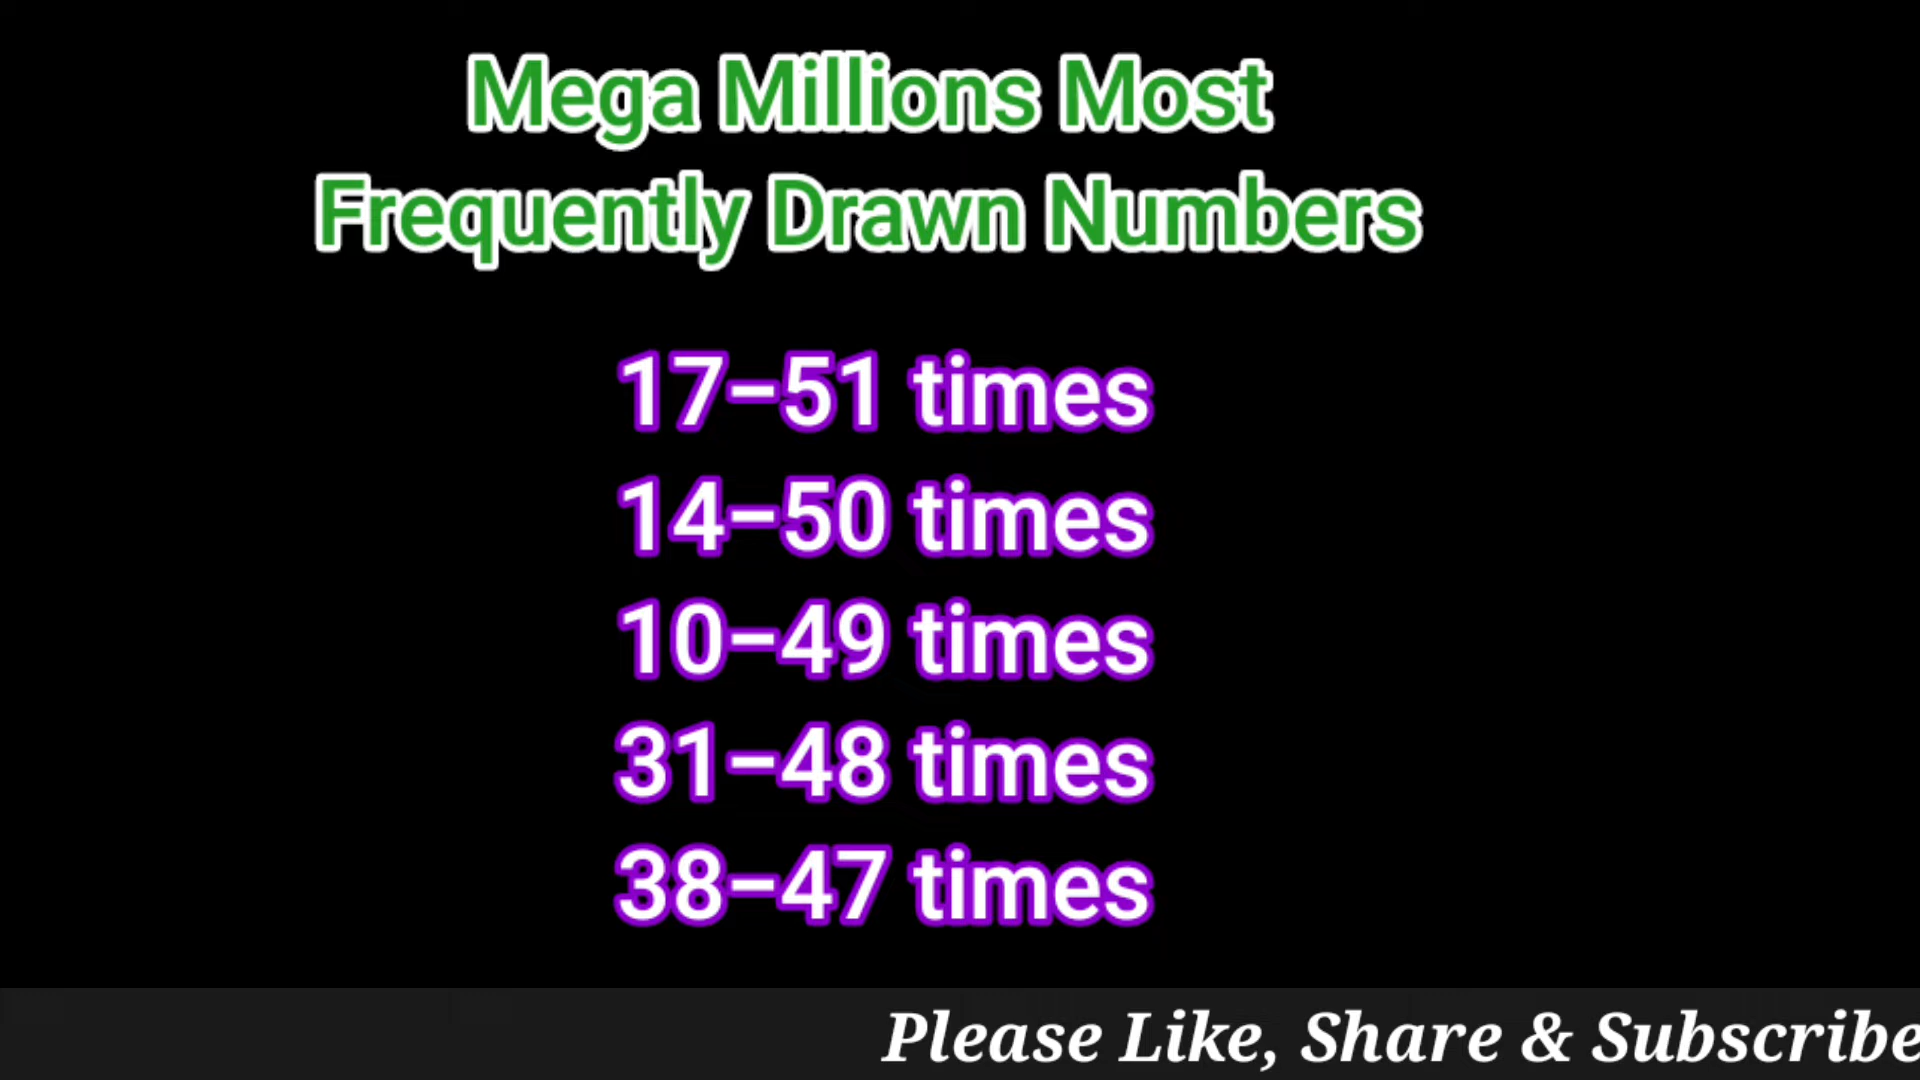 Mega Millions Most
Frequently Drawn Numbers
17–51 times
14–50 times
10–49 times
31–48 times
38–47 times
Please Like, Share & Subscribe